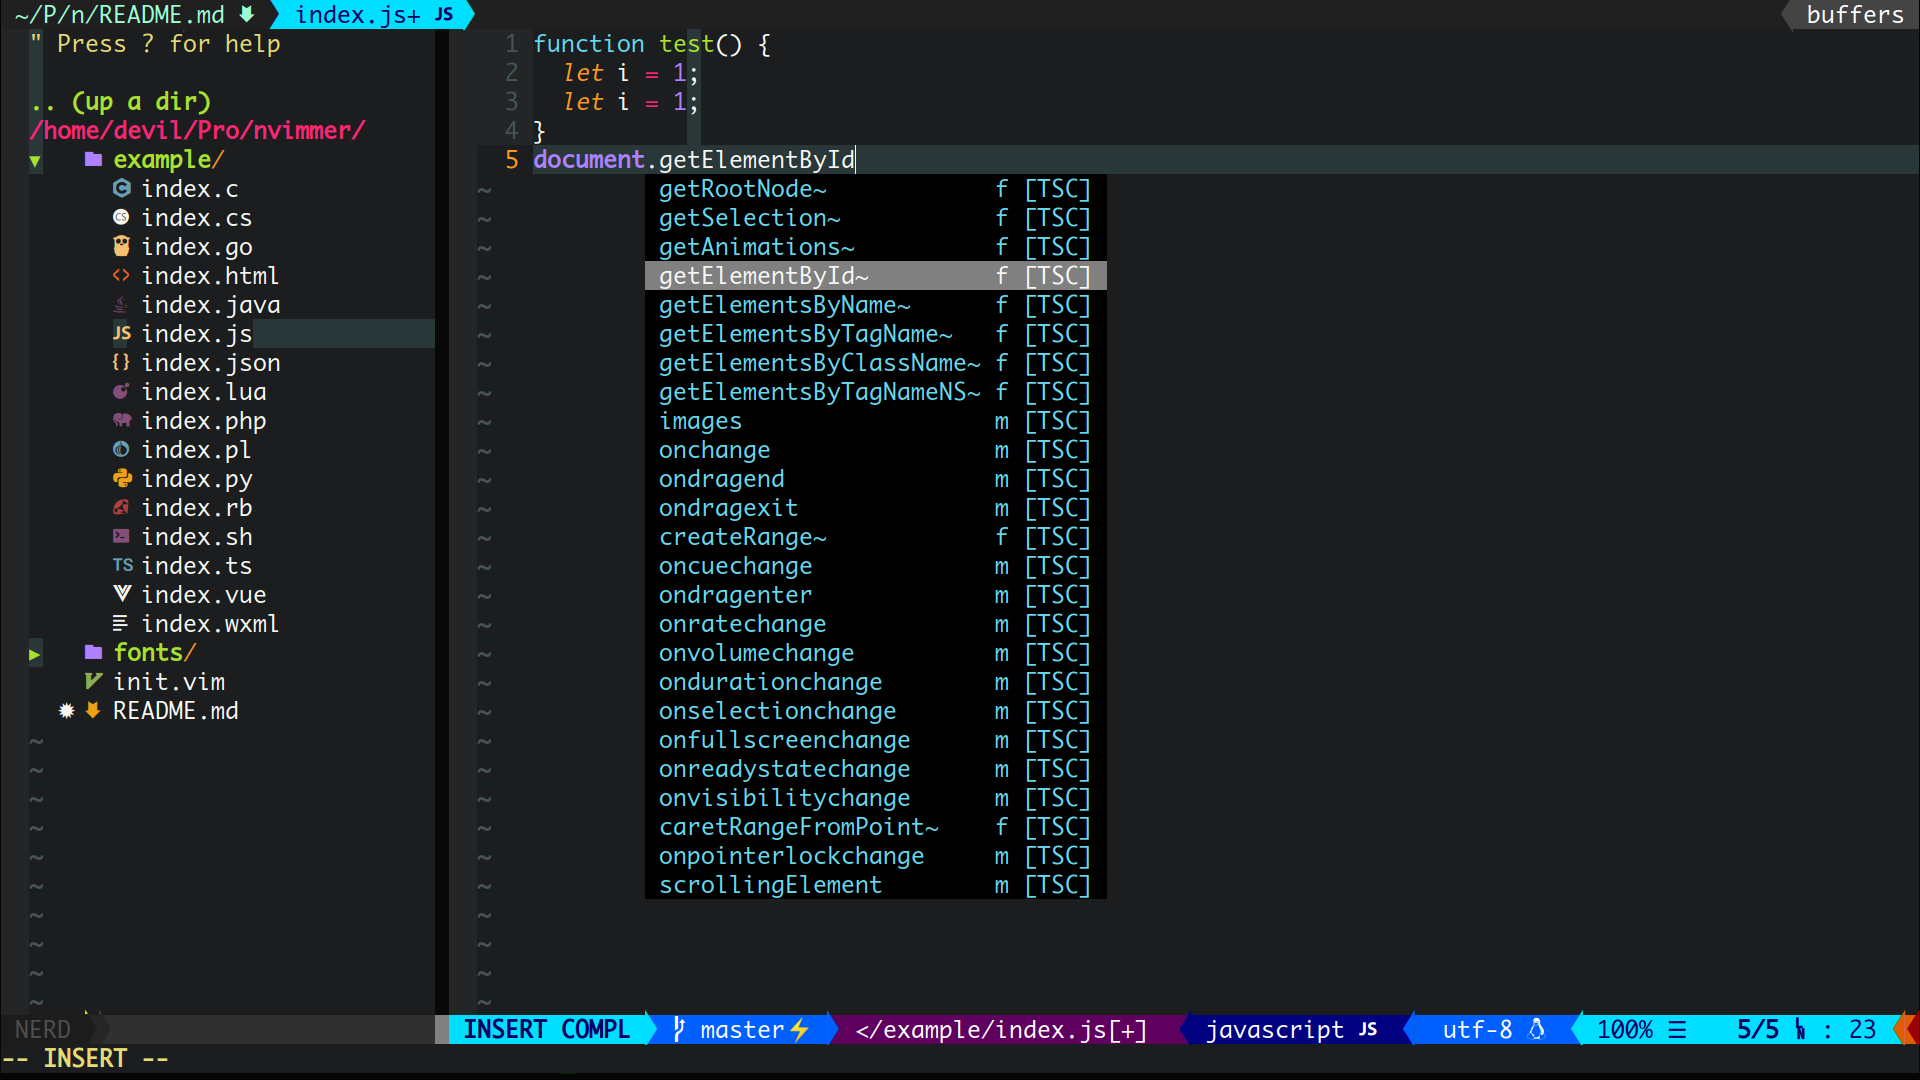 ~/P/n/README.md index.js+ JS buffers
" Press ? for help
.. (up a dir)
/home/devil/Pro/nvimmer/
▼ example/
index.c
CS index.cs
index.go
<> index.html
index.java
JS index.js
{} index.json
index.lua
index.php
index.pl
index.py
index.rb
index.sh
TS index.ts
index.vue
index.wxml
▶ fonts/
init.vim
README.md
~
~
~
~
~
~
~
~
~
~
1 function test() {
2 let i = 1;
3 let i = 1;
4 }
5 document.getElementById
~ getRootNode~ f [TSC]
~ getSelection~ f [TSC]
~ getAnimations~ f [TSC]
~ getElementById~ f [TSC]
~ getElementsByName~ f [TSC]
~ getElementsByTagName~ f [TSC]
~ getElementsByClassName~ f [TSC]
~ getElementsByTagNameNS~ f [TSC]
~ images m [TSC]
~ onchange m [TSC]
~ ondragend m [TSC]
~ ondragexit m [TSC]
~ createRange~ f [TSC]
~ oncuechange m [TSC]
~ ondragenter m [TSC]
~ onratechange m [TSC]
~ onvolumechange m [TSC]
~ ondurationchange m [TSC]
~ onselectionchange m [TSC]
~ onfullscreenchange m [TSC]
~ onreadystatechange m [TSC]
~ onvisibilitychange m [TSC]
~ caretRangeFromPoint~ f [TSC]
~ onpointerlockchange m [TSC]
~ scrollingElement m [TSC]
~
~
~
~
NERD INSERT COMPL master⚡ </example/index.js[+] javascript JS utf-8 100% ☰ 5/5 : 23
-- INSERT --